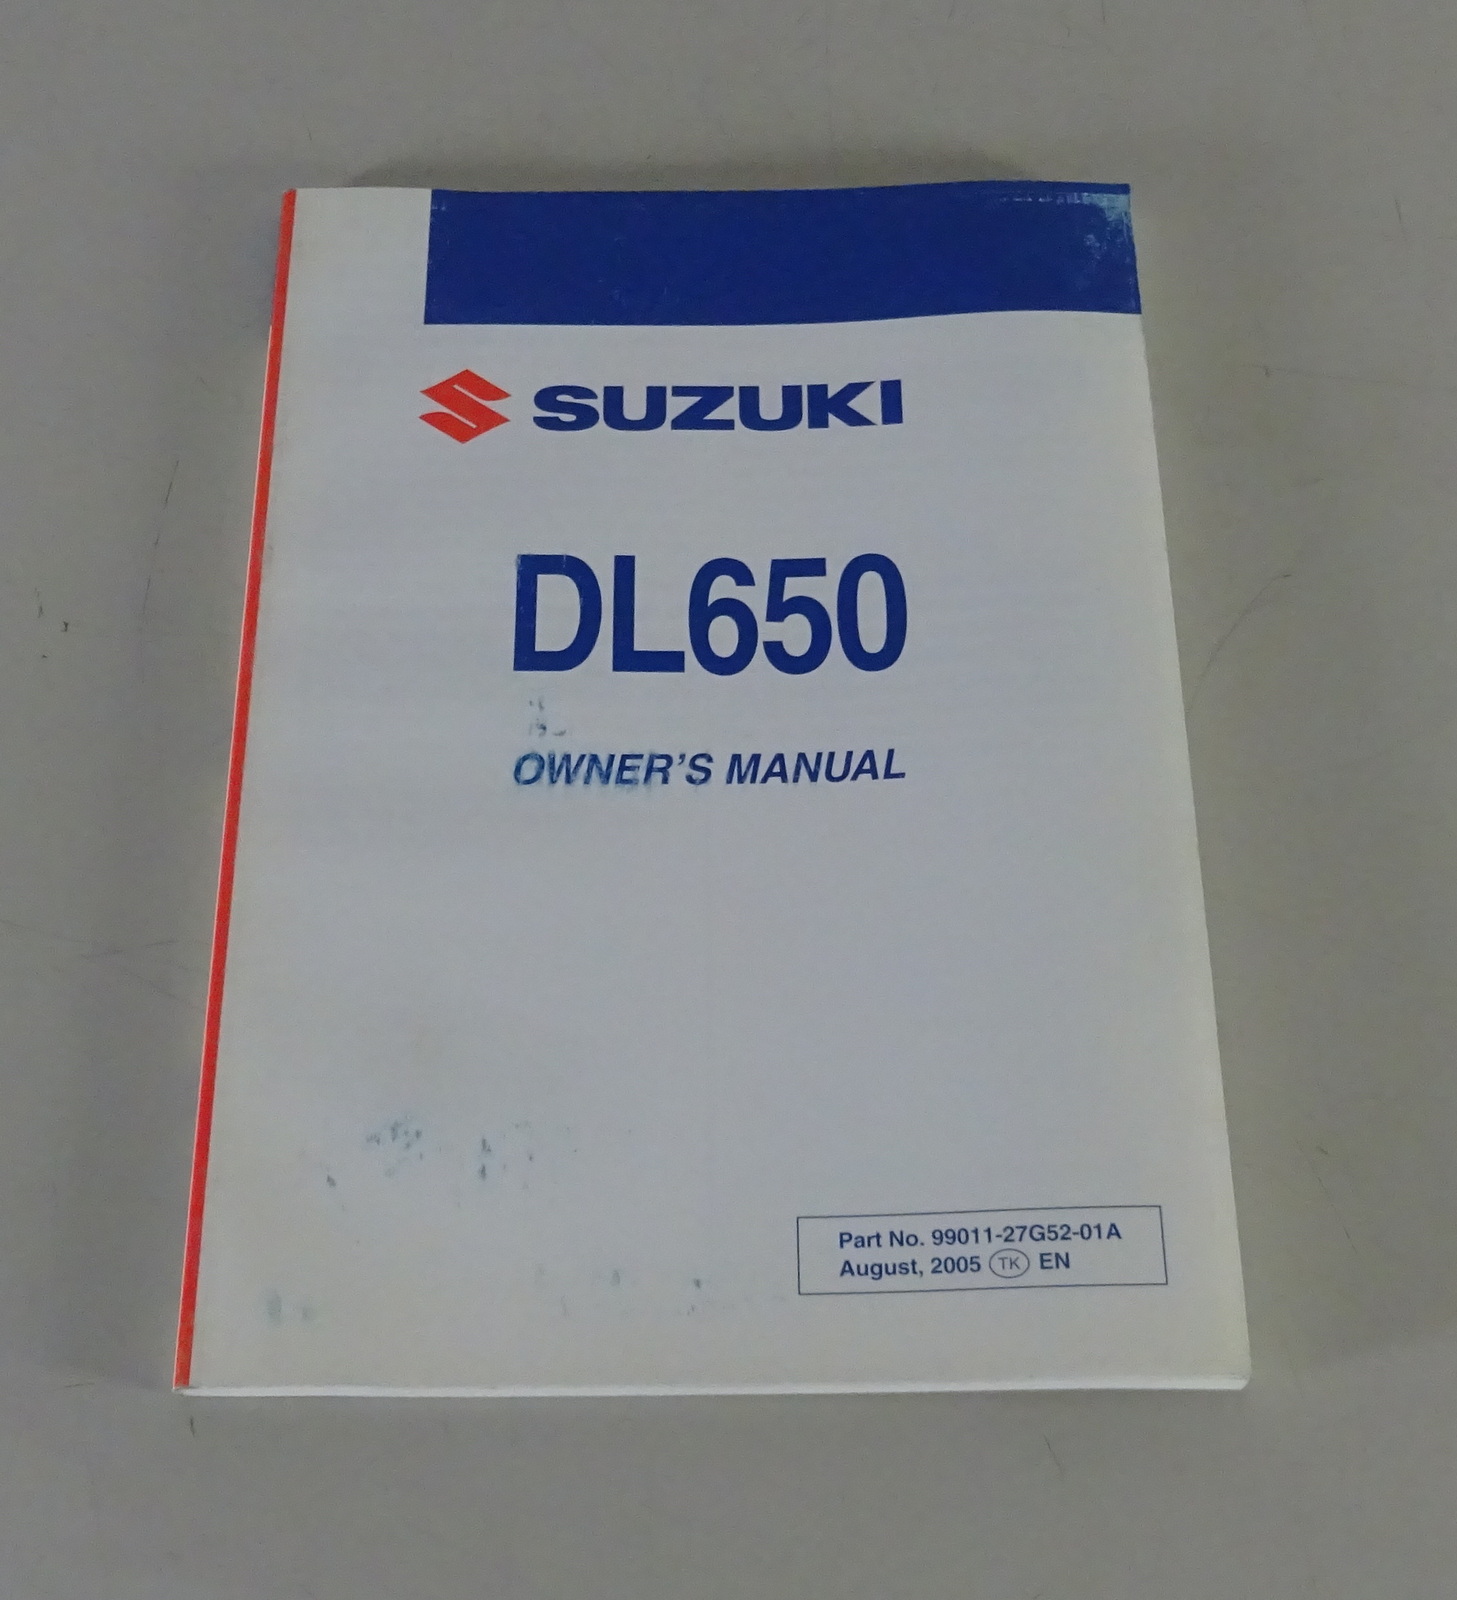 SUZUKI
DL650
OWNER'S MANUAL
Part No. 99011-27G52-01A
August, 2005 TK EN